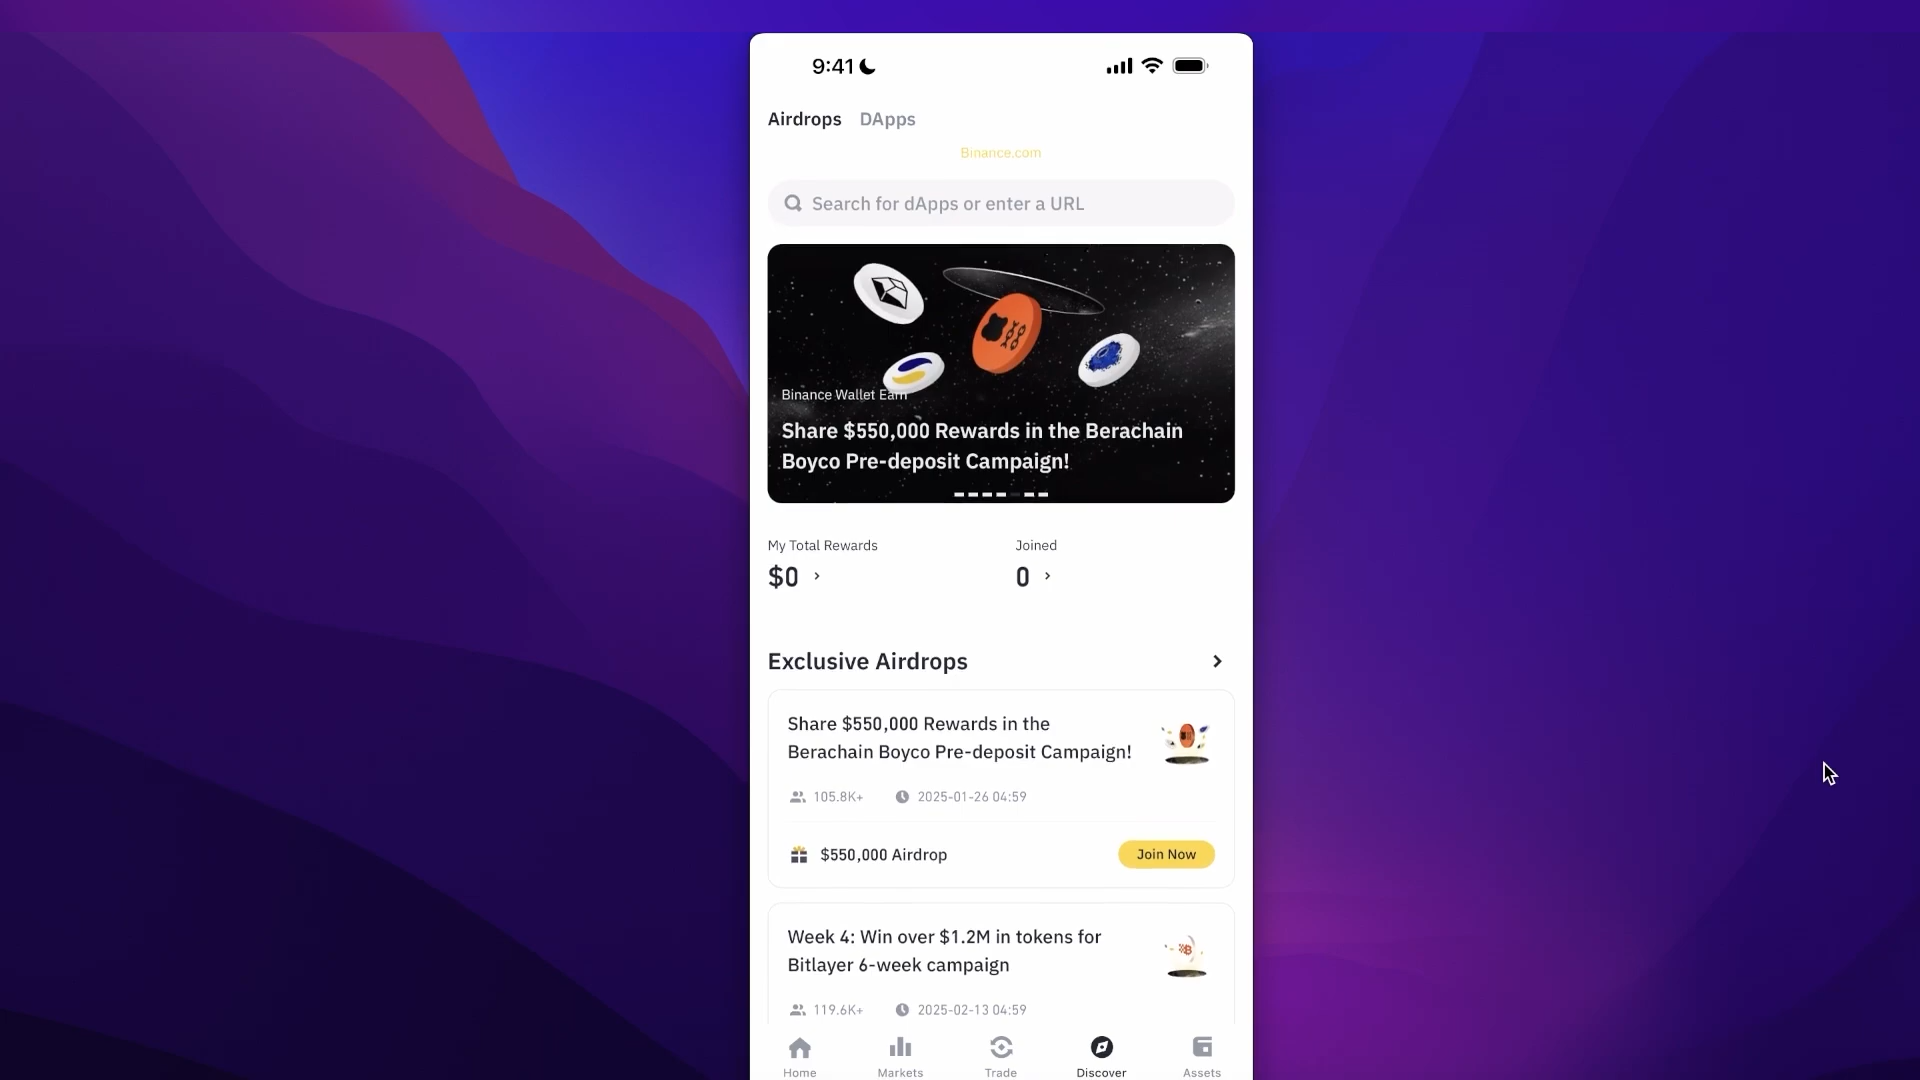 9:41
Airdrops DApps
Binance.com
Search for dApps or enter a URL
Binance Wallet Earn
Share $550,000 Rewards in the Berachain
Boyco Pre-deposit Campaign!
My Total Rewards Joined
$0 > 0 >
Exclusive Airdrops >
Share $550,000 Rewards in the
Berachain Boyco Pre-deposit Campaign!
105.8K+ 2025-01-26 04:59
$550,000 Airdrop Join Now
Week 4: Win over $1.2M in tokens for
Bitlayer 6-week campaign
119.6K+ 2025-02-13 04:59
Home Markets Trade Discover Assets